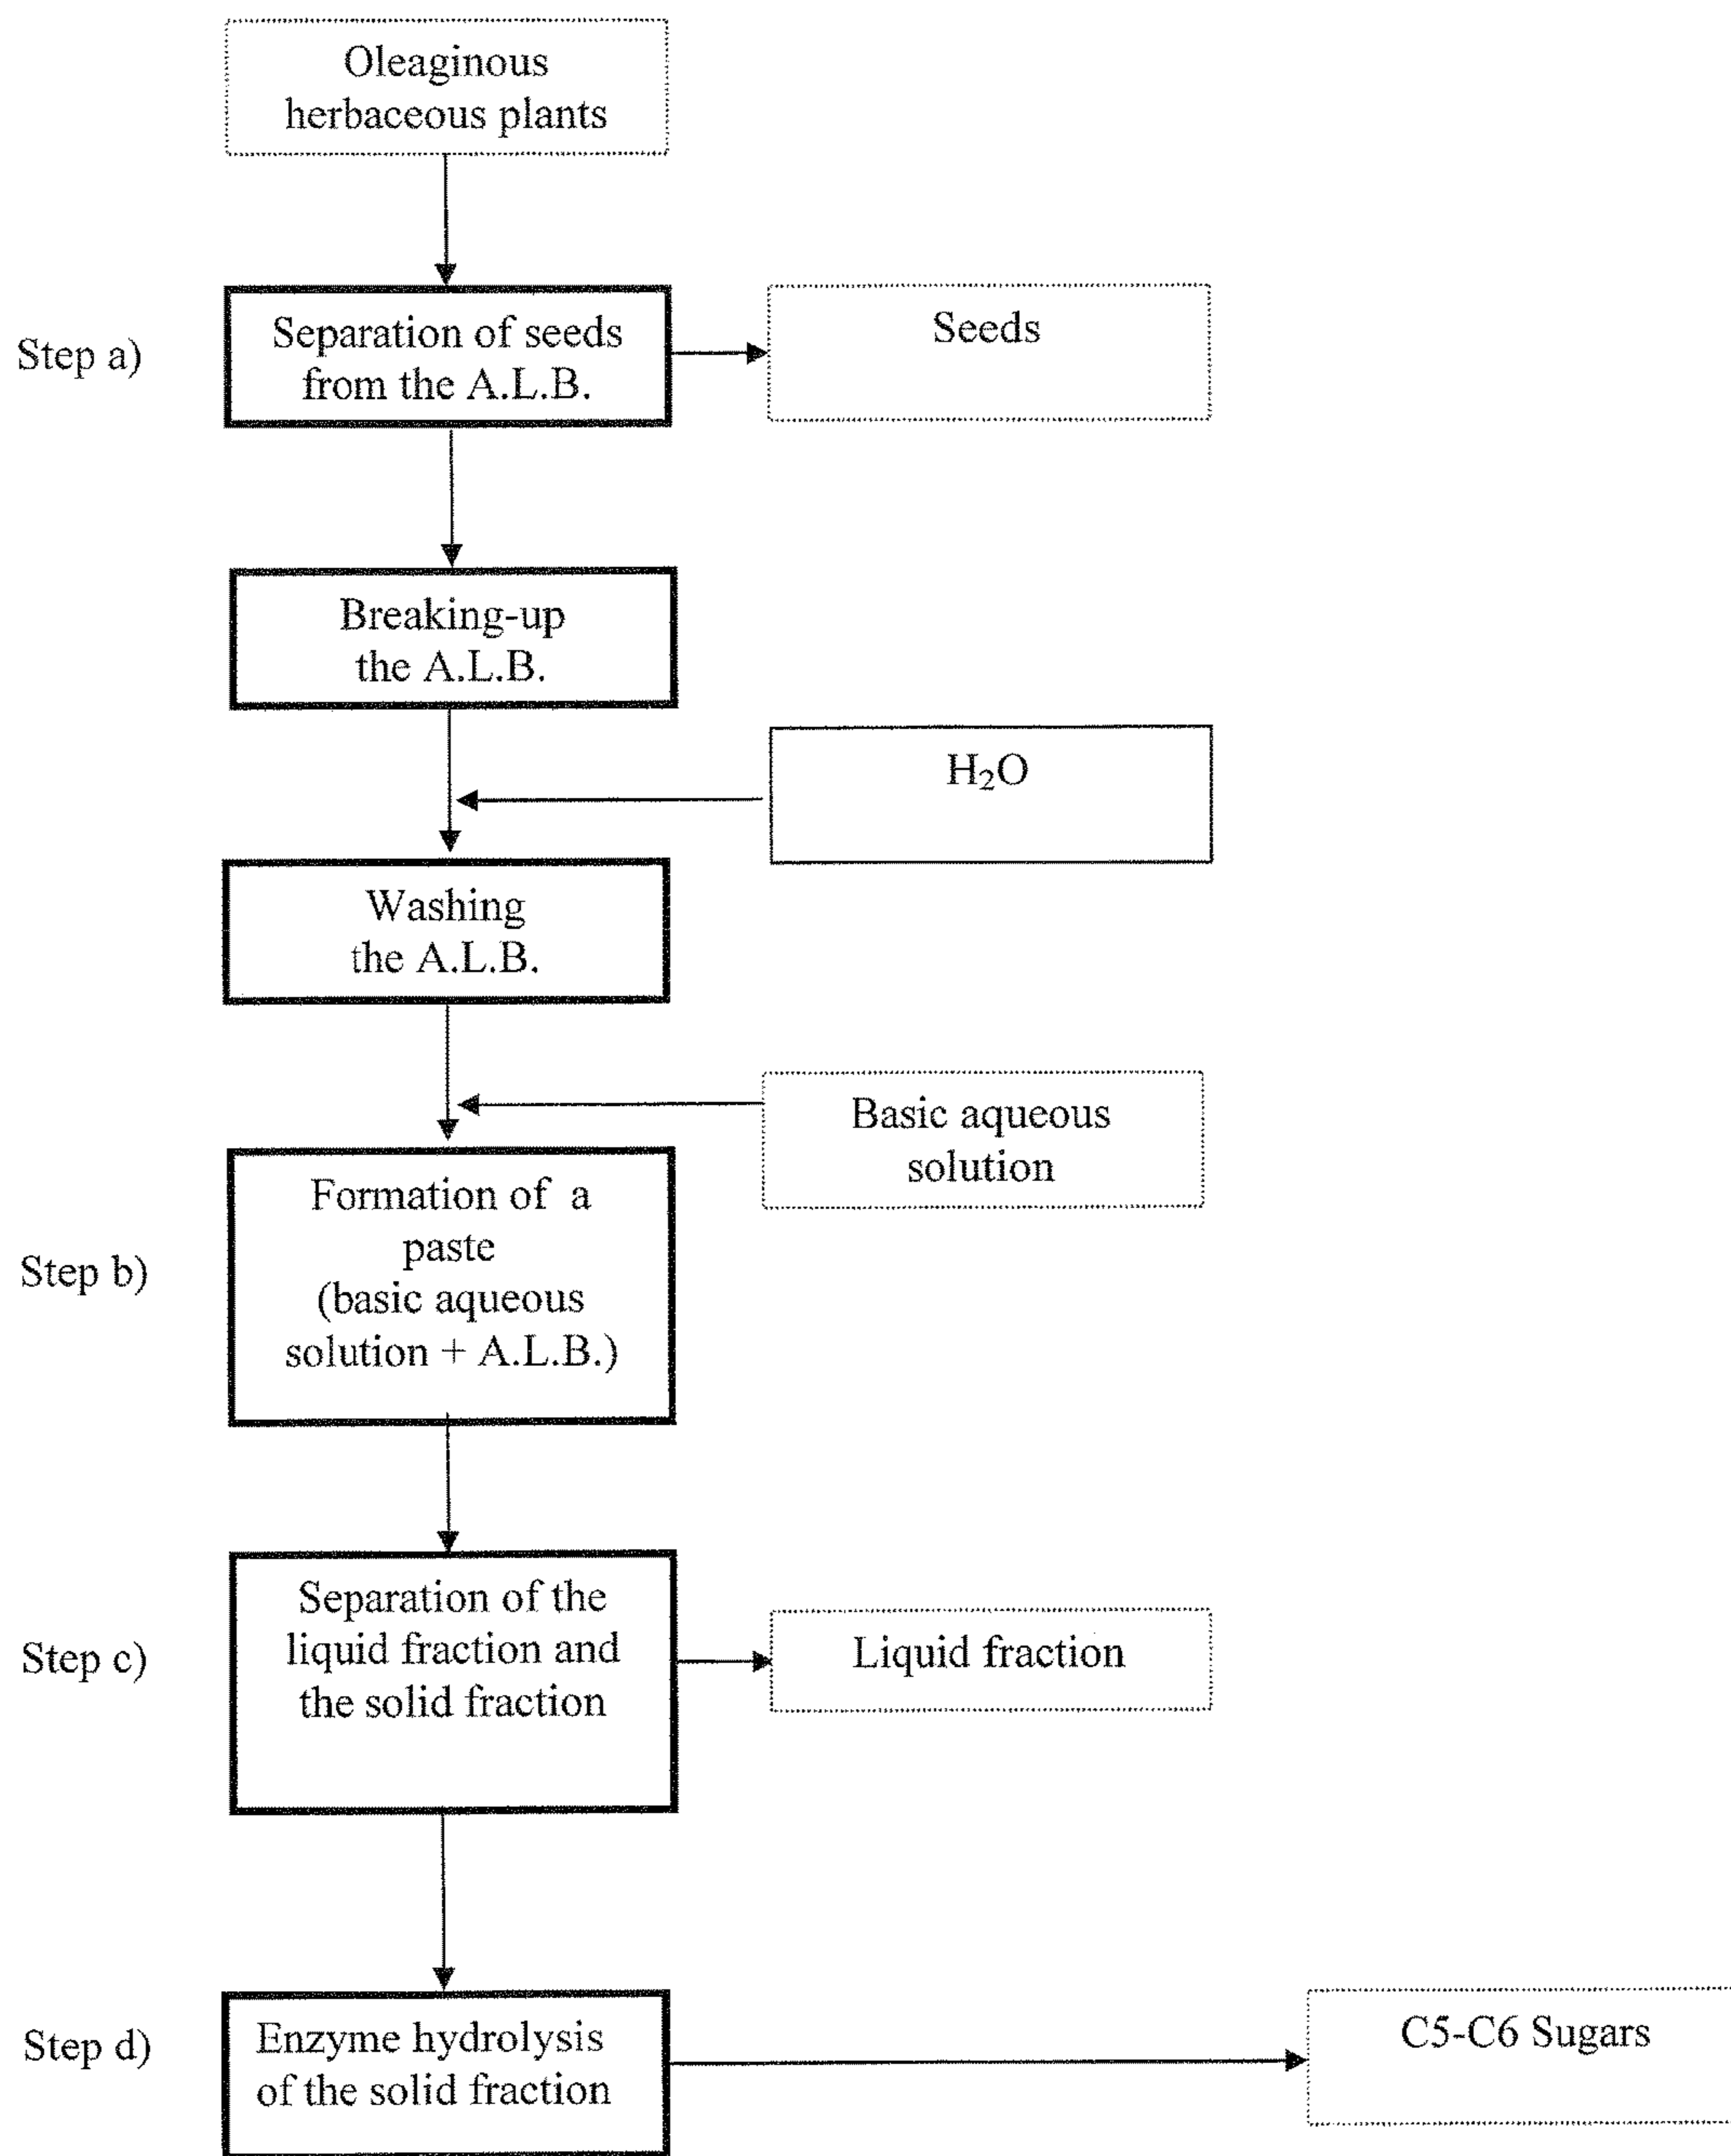 Oleaginous
herbaceous plants
Step a)
Separation of seeds
from the A.L.B.
Seeds
Breaking-up
the A.L.B.
H₂O
Washing
the A.L.B.
Basic aqueous
solution
Step b)
Formation of a
paste
(basic aqueous
solution + A.L.B.)
Step c)
Separation of the
liquid fraction and
the solid fraction
Liquid fraction
Step d)
Enzyme hydrolysis
of the solid fraction
C5-C6 Sugars